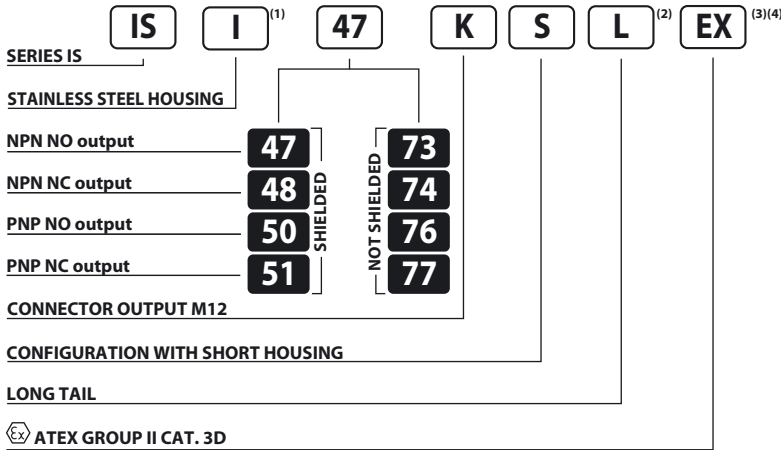 IS I (1) 47 K S L (2) EX (3)(4)
SERIES IS
STAINLESS STEEL HOUSING
NPN NO output 47 73
NPN NC output 48 74
PNP NO output 50 76
PNP NC output 51 77
SHIELDED
NOT SHIELDED
CONNECTOR OUTPUT M12
CONFIGURATION WITH SHORT HOUSING
LONG TAIL
Ex ATEX GROUP II CAT. 3D